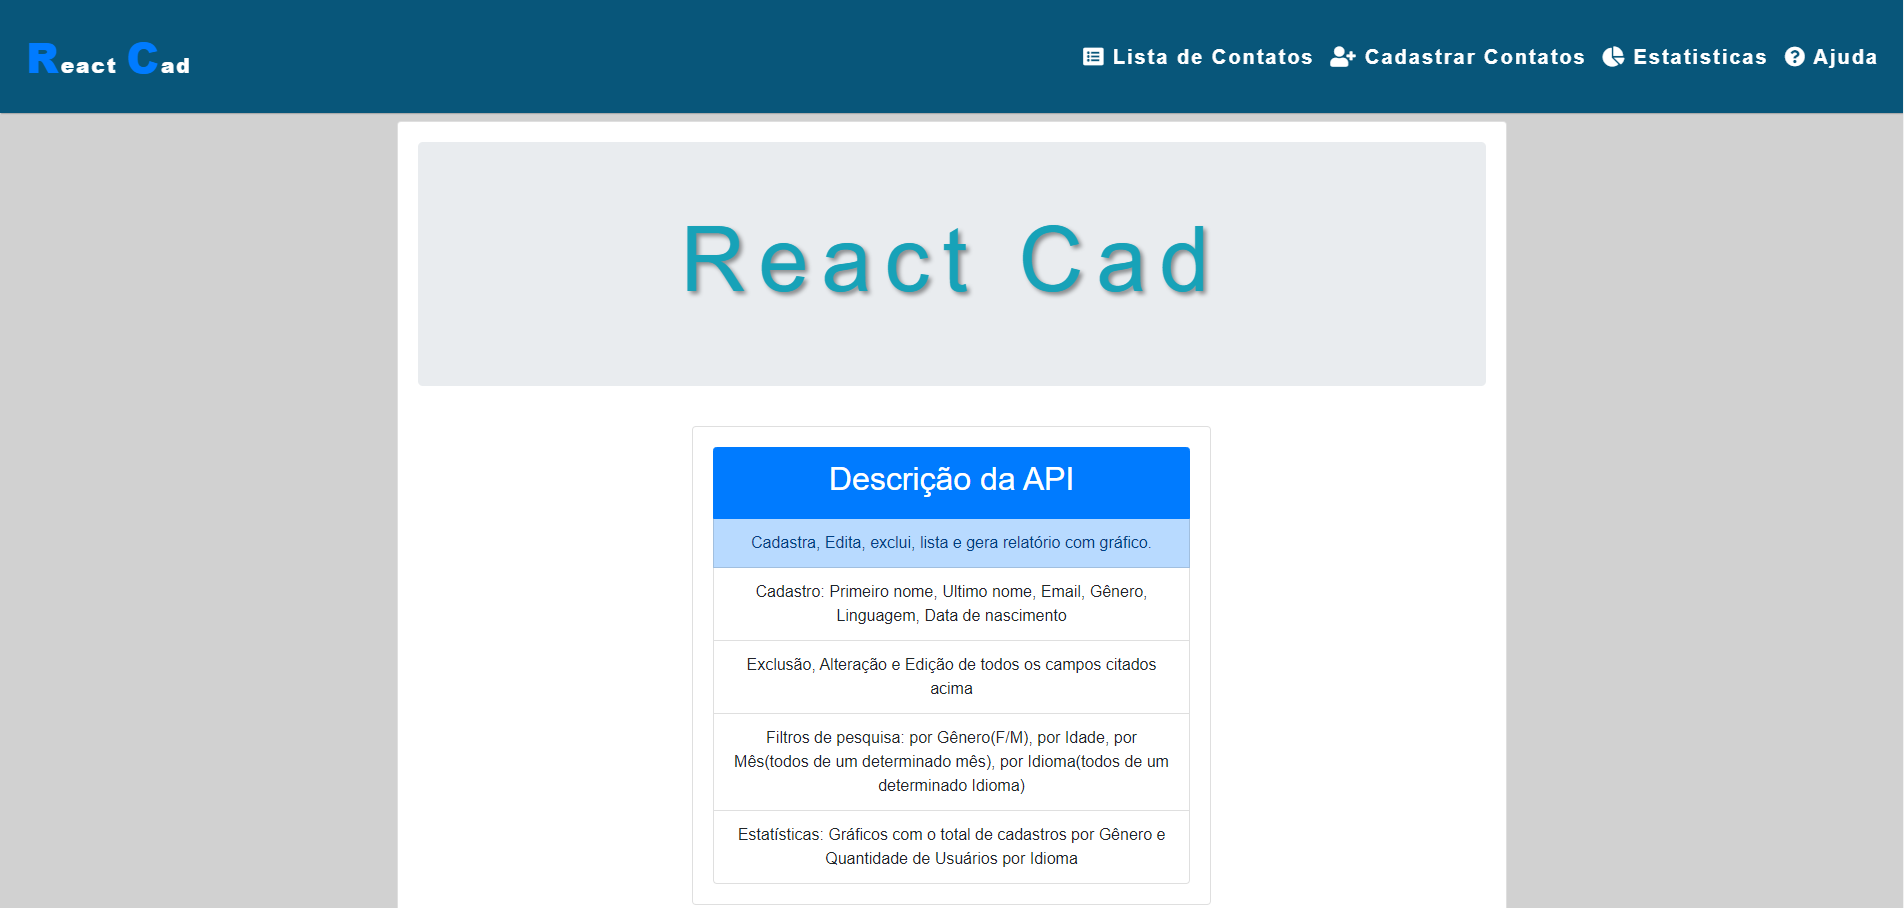 React Cad
Lista de Contatos
Cadastrar Contatos
Estatisticas
Ajuda
React Cad
Descrição da API
Cadastra, Edita, exclui, lista e gera relatório com gráfico.
Cadastro: Primeiro nome, Ultimo nome, Email, Gênero,
Linguagem, Data de nascimento
Exclusão, Alteração e Edição de todos os campos citados
acima
Filtros de pesquisa: por Gênero(F/M), por Idade, por
Mês(todos de um determinado mês), por Idioma(todos de um
determinado Idioma)
Estatísticas: Gráficos com o total de cadastros por Gênero e
Quantidade de Usuários por Idioma